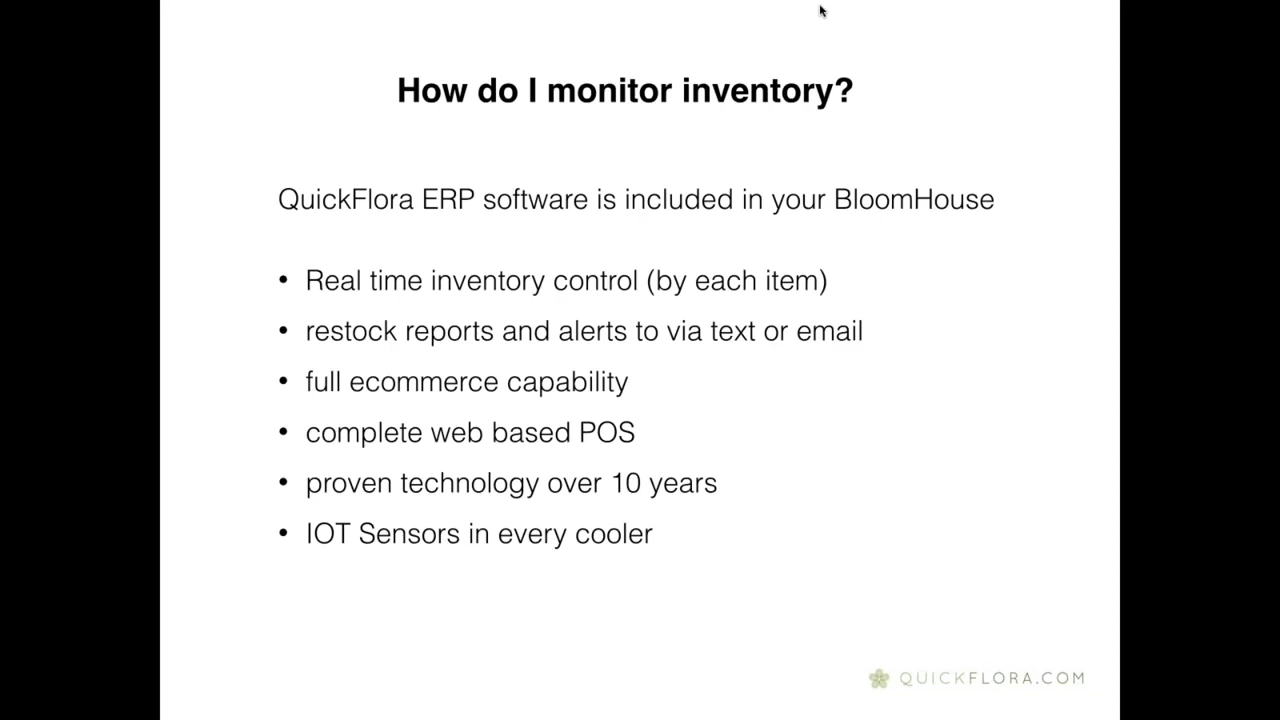 How do I monitor inventory?
QuickFlora ERP software is included in your BloomHouse
• Real time inventory control (by each item)
• restock reports and alerts to via text or email
• full ecommerce capability
• complete web based POS
• proven technology over 10 years
• IOT Sensors in every cooler
QUICKFLORA.COM